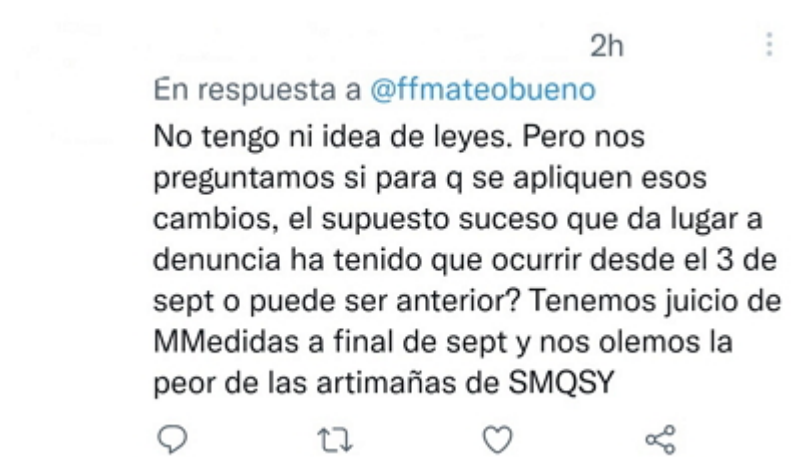 2h
En respuesta a @ffmateobueno
No tengo ni idea de leyes. Pero nos
preguntamos si para q se apliquen esos
cambios, el supuesto suceso que da lugar a
denuncia ha tenido que ocurrir desde el 3 de
sept o puede ser anterior? Tenemos juicio de
MMedidas a final de sept y nos olemos la
peor de las artimañas de SMQSY